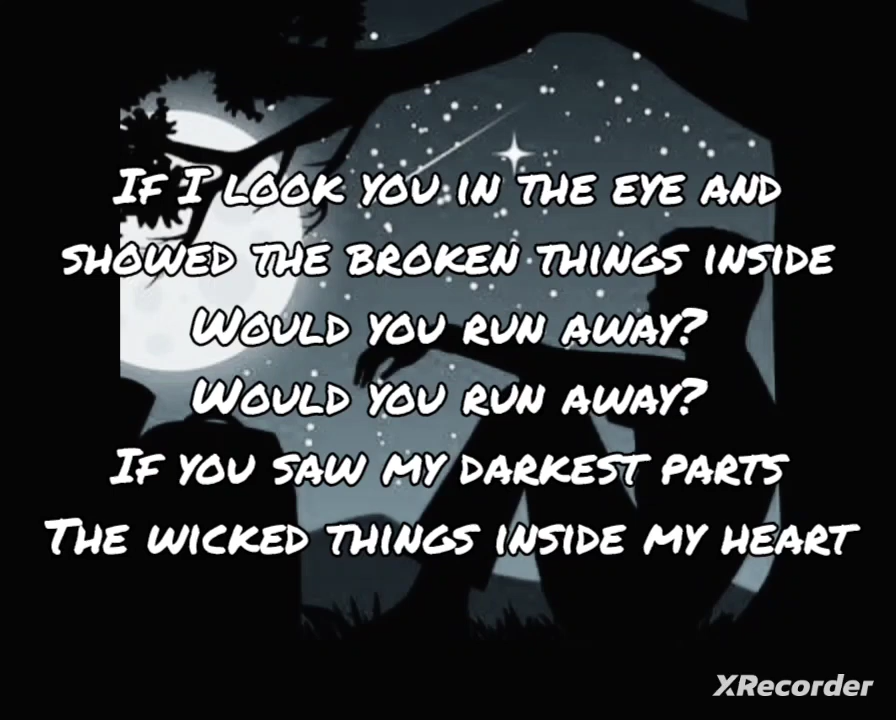 If I look you in the eye and
showed the broken things inside
Would you run away?
Would you run away?
If you saw my darkest parts
The wicked things inside my heart
XRecorder